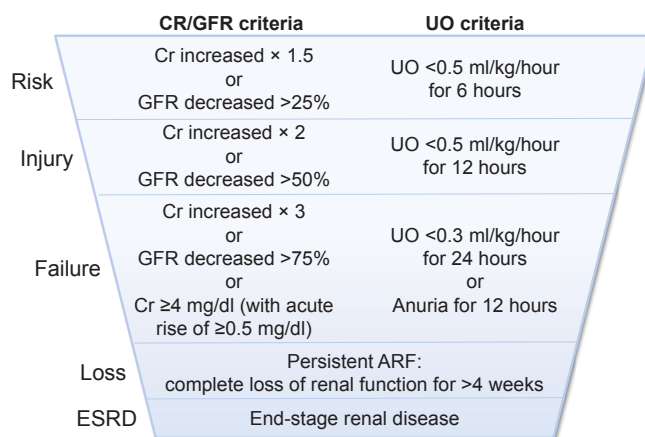 CR/GFR criteria UO criteria
Risk
Cr increased × 1.5
or
GFR decreased >25%
UO <0.5 ml/kg/hour
for 6 hours
Injury
Cr increased × 2
or
GFR decreased >50%
UO <0.5 ml/kg/hour
for 12 hours
Failure
Cr increased × 3
or
GFR decreased >75%
or
Cr ≥4 mg/dl (with acute
rise of ≥0.5 mg/dl)
UO <0.3 ml/kg/hour
for 24 hours
or
Anuria for 12 hours
Loss
Persistent ARF:
complete loss of renal function for >4 weeks
ESRD
End-stage renal disease